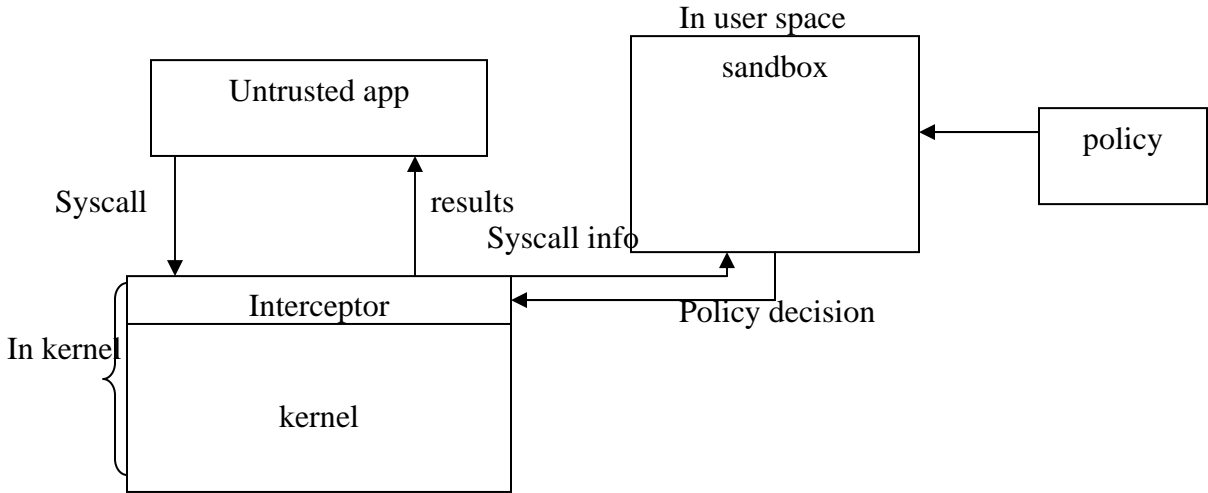 In user space
sandbox
Untrusted app
policy
Syscall
results
Syscall info
Interceptor
Policy decision
In kernel
kernel